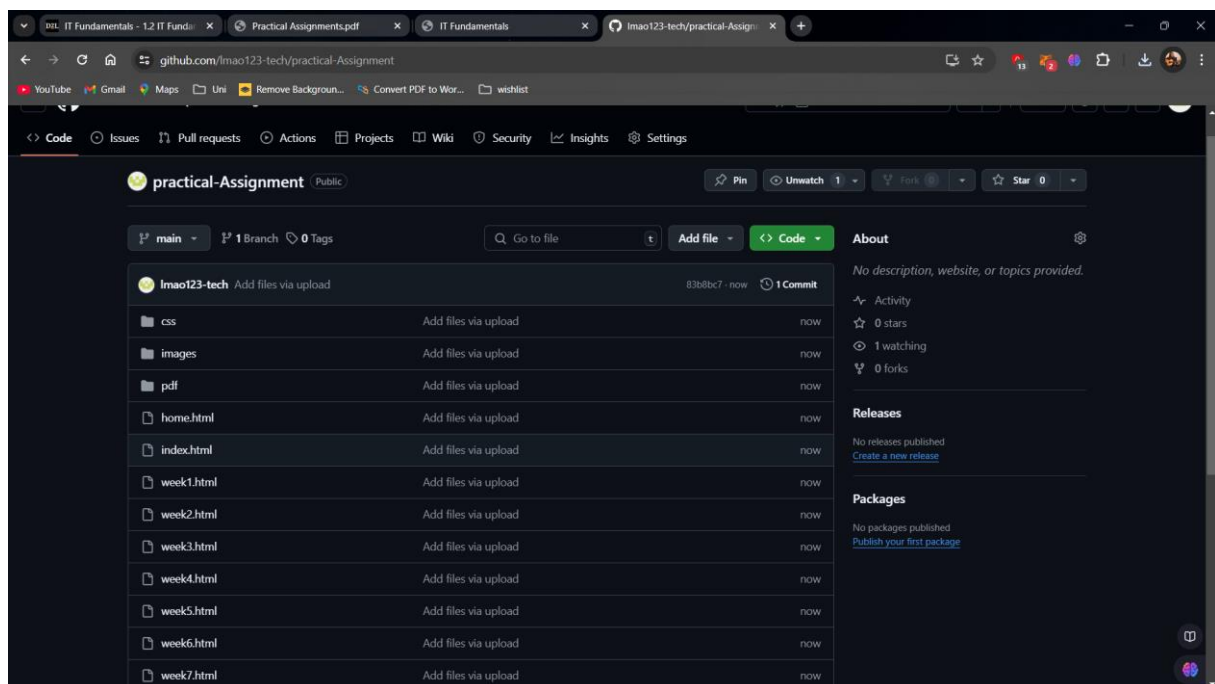 D2L IT Fundamentals - 1.2 IT Funda
Practical Assignments.pdf
IT Fundamentals
lmao123-tech/practical-Assign
github.com/lmao123-tech/practical-Assignment
13
2
YouTube
Gmail
Maps
Uni
Remove Backgroun...
Convert PDF to Wor...
wishlist
Code
Issues
Pull requests
Actions
Projects
Wiki
Security
Insights
Settings
practical-Assignment Public
Pin
Unwatch 1
Fork 0
Star 0
main
1 Branch
0 Tags
Go to file
t
Add file
Code
lmao123-tech Add files via upload
83b8bc7 · now
1 Commit
css Add files via upload now
images Add files via upload now
pdf Add files via upload now
home.html Add files via upload now
index.html Add files via upload now
week1.html Add files via upload now
week2.html Add files via upload now
week3.html Add files via upload now
week4.html Add files via upload now
week5.html Add files via upload now
week6.html Add files via upload now
week7.html Add files via upload now
About
No description, website, or topics provided.
Activity
0 stars
1 watching
0 forks
Releases
No releases published
Create a new release
Packages
No packages published
Publish your first package